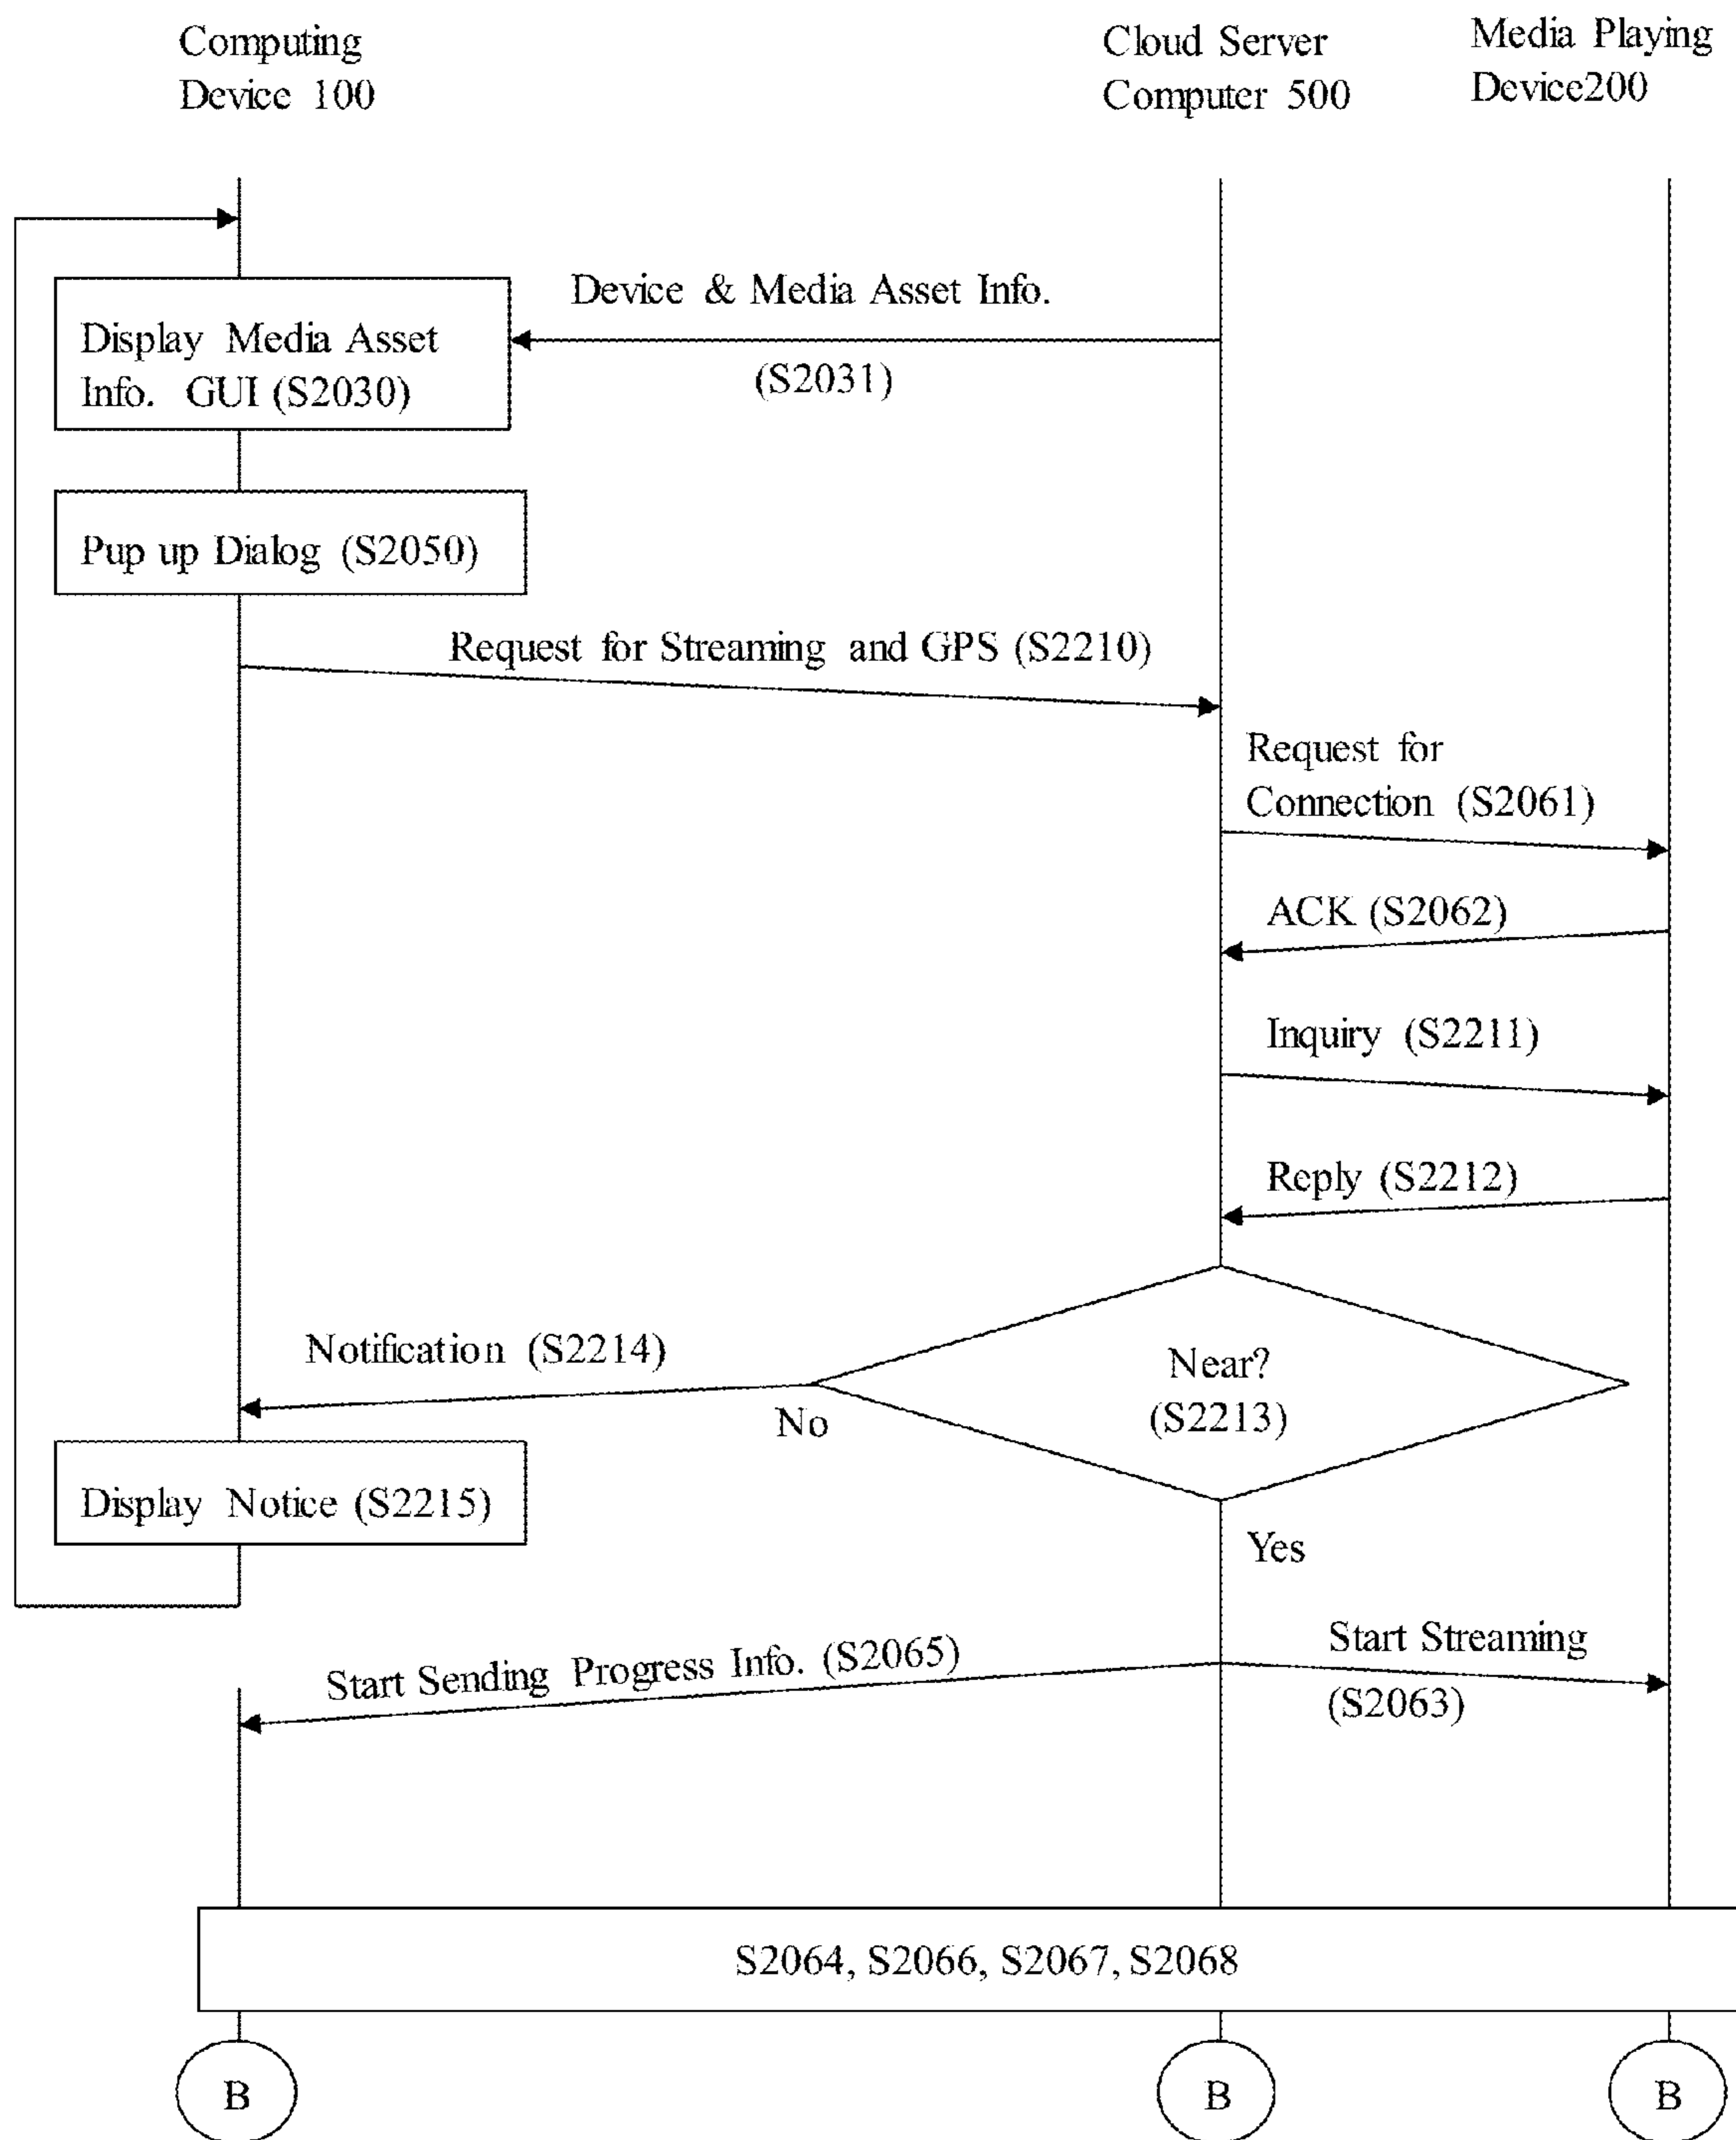 Computing
Device 100
Cloud Server
Computer 500
Media Playing
Device200
Device & Media Asset Info.
(S2031)
Display Media Asset
Info. GUI (S2030)
Pup up Dialog (S2050)
Request for Streaming and GPS (S2210)
Request for
Connection (S2061)
ACK (S2062)
Inquiry (S2211)
Reply (S2212)
Notification (S2214)
Near?
(S2213)
No
Display Notice (S2215)
Yes
Start Sending Progress Info. (S2065)
Start Streaming
(S2063)
S2064, S2066, S2067, S2068
B
B
B